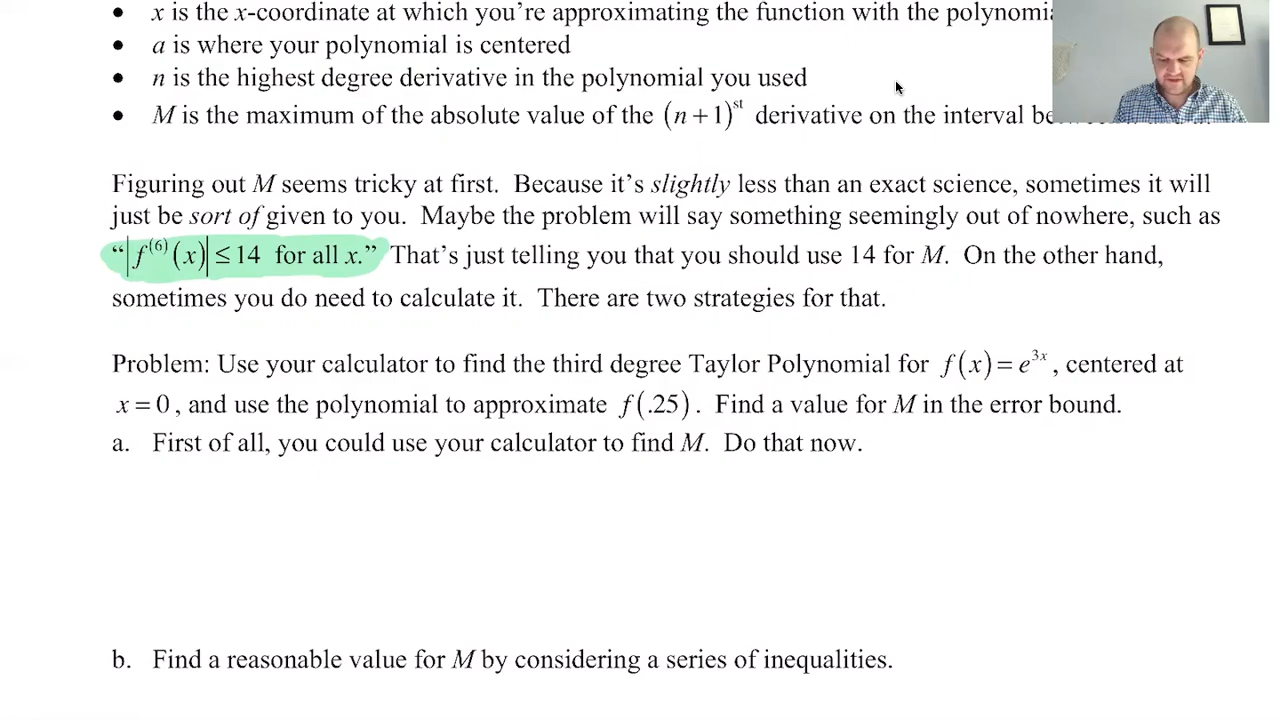 • x is the x-coordinate at which you're approximating the function with the
• a is where your polynomial is centered
• n is the highest degree derivative in the polynomial you used
• M is the maximum of the absolute value of the (n+1)^st derivative on the interval
Figuring out M seems tricky at first. Because it's slightly less than an exact science, sometimes it will
just be sort of given to you. Maybe the problem will say something seemingly out of nowhere, such as
“|f^(6)(x)| ≤ 14 for all x.” That's just telling you that you should use 14 for M. On the other hand,
sometimes you do need to calculate it. There are two strategies for that.
Problem: Use your calculator to find the third degree Taylor Polynomial for f(x) = e^3x, centered at
x = 0, and use the polynomial to approximate f(.25). Find a value for M in the error bound.
a. First of all, you could use your calculator to find M. Do that now.
b. Find a reasonable value for M by considering a series of inequalities.